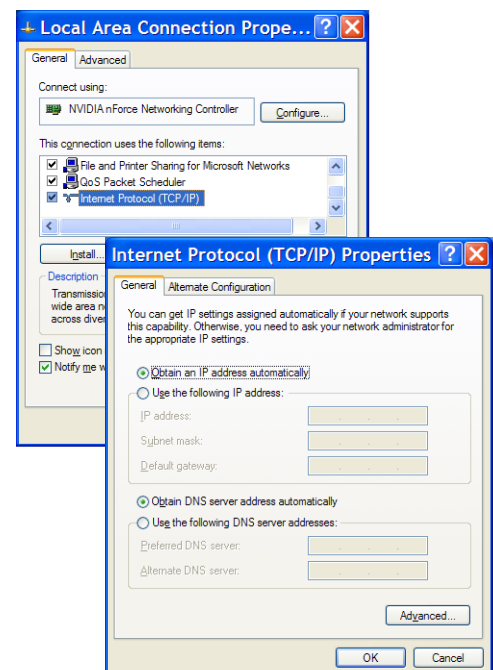 Local Area Connection Prope...
General Advanced
Connect using:
NVIDIA nForce Networking Controller Configure...
This connection uses the following items:
File and Printer Sharing for Microsoft Networks
QoS Packet Scheduler
Internet Protocol (TCP/IP)
Install...
Description
Transmission
wide area n
across diver
Show icon
Notify me w
Internet Protocol (TCP/IP) Properties
General Alternate Configuration
You can get IP settings assigned automatically if your network supports
this capability. Otherwise, you need to ask your network administrator for
the appropriate IP settings.
Obtain an IP address automatically
Use the following IP address:
IP address:
Subnet mask:
Default gateway:
Obtain DNS server address automatically
Use the following DNS server addresses:
Preferred DNS server:
Alternate DNS server:
Advanced...
OK Cancel